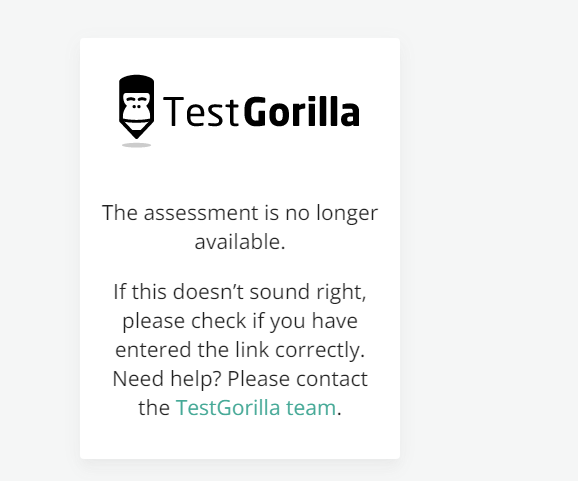 TestGorilla
The assessment is no longer
available.
If this doesn’t sound right,
please check if you have
entered the link correctly.
Need help? Please contact
the TestGorilla team.